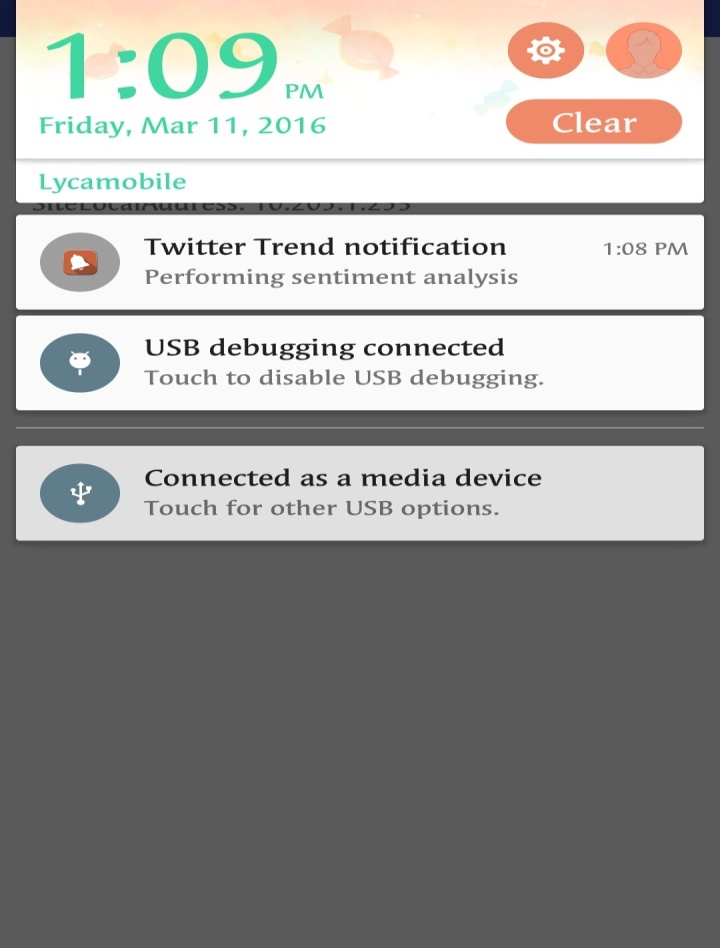 1:09 PM
Friday, Mar 11, 2016
Clear
Lycamobile
SiteLocalAddress: 10.205.1.255
Twitter Trend notification 1:08 PM
Performing sentiment analysis
USB debugging connected
Touch to disable USB debugging.
Connected as a media device
Touch for other USB options.